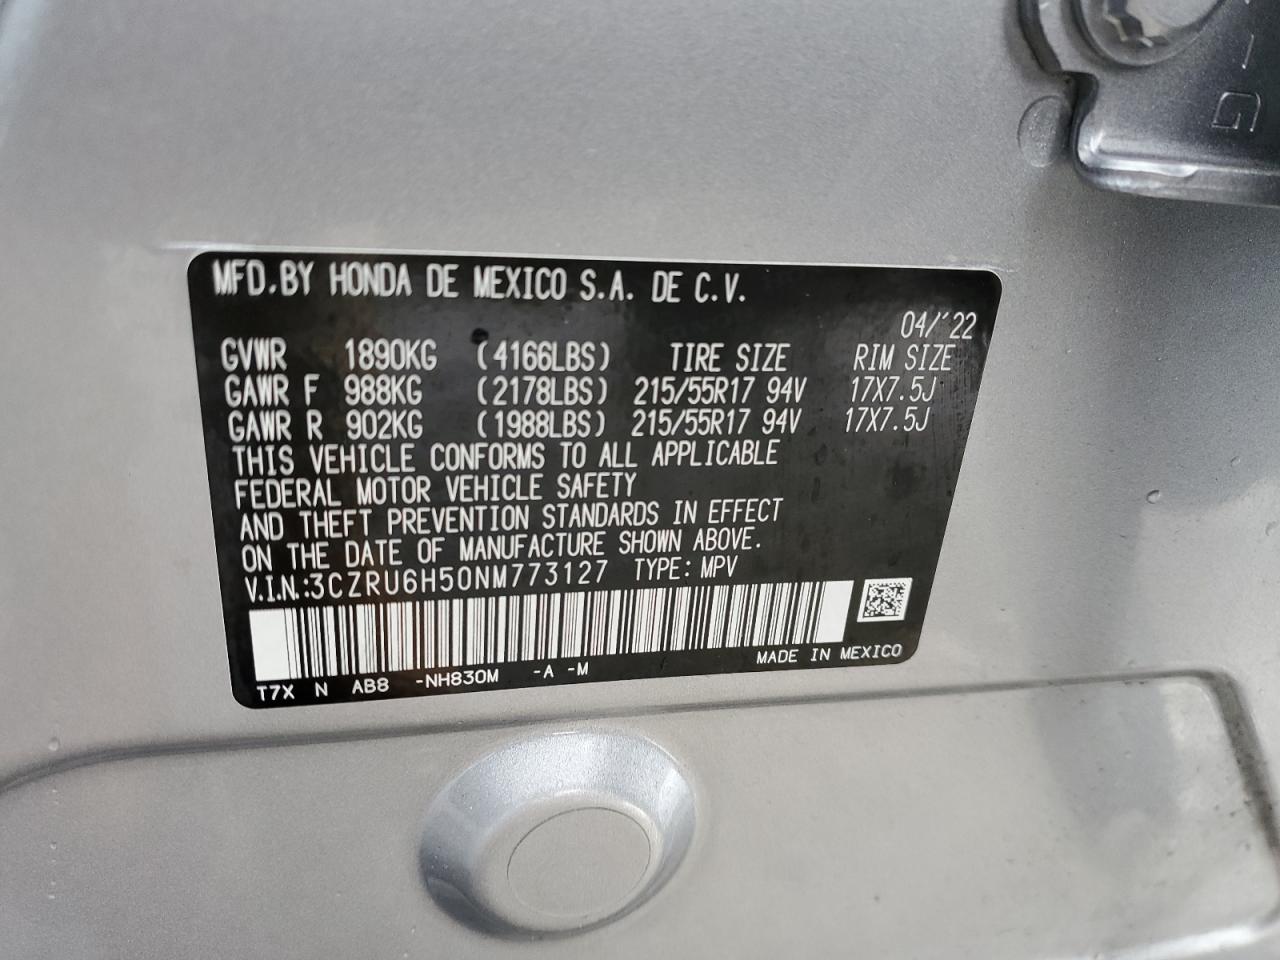 MFD.BY HONDA DE MEXICO S.A. DE C.V.
04/'22
GVWR 1890KG (4166LBS) TIRE SIZE RIM SIZE
GAWR F 988KG (2178LBS) 215/55R17 94V 17X7.5J
GAWR R 902KG (1988LBS) 215/55R17 94V 17X7.5J
THIS VEHICLE CONFORMS TO ALL APPLICABLE
FEDERAL MOTOR VEHICLE SAFETY
AND THEFT PREVENTION STANDARDS IN EFFECT
ON THE DATE OF MANUFACTURE SHOWN ABOVE.
V.I.N.:3CZRU6H50NM773127 TYPE: MPV
MADE IN MEXICO
T7X N AB8 -NH830M -A -M